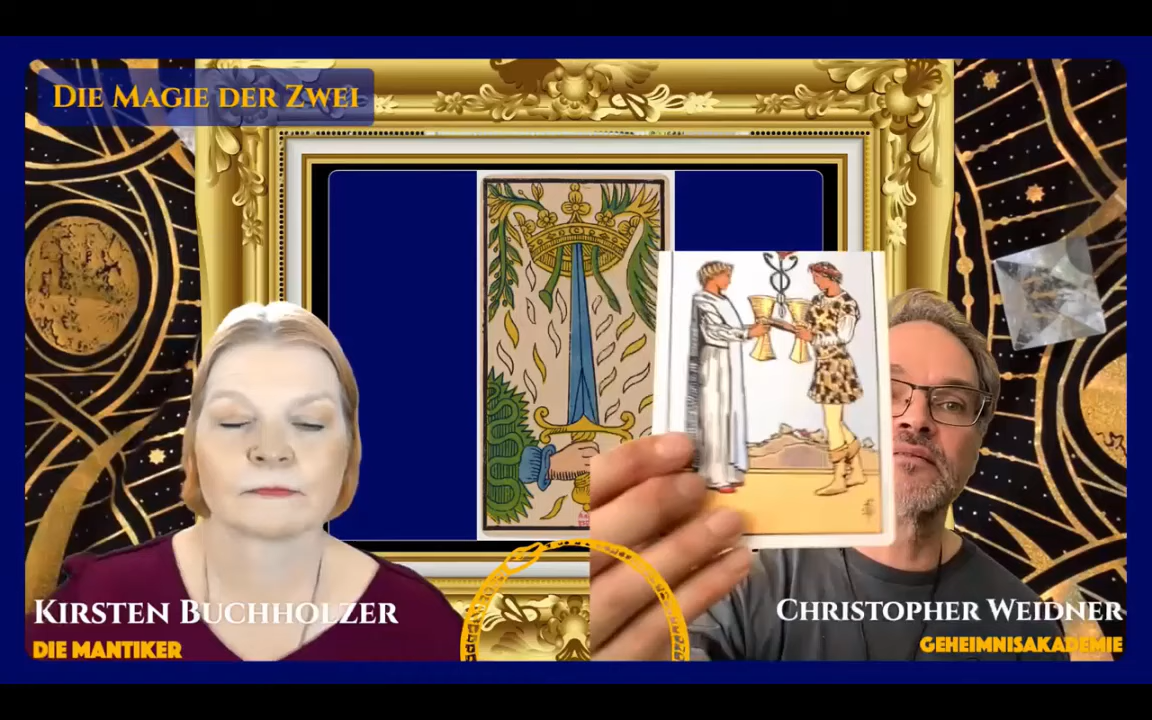 Die Magie der Zwei
Kirsten Buchholzer
DIE MANTIKER
Christopher Weidner
GEHEIMNISAKADEMIE